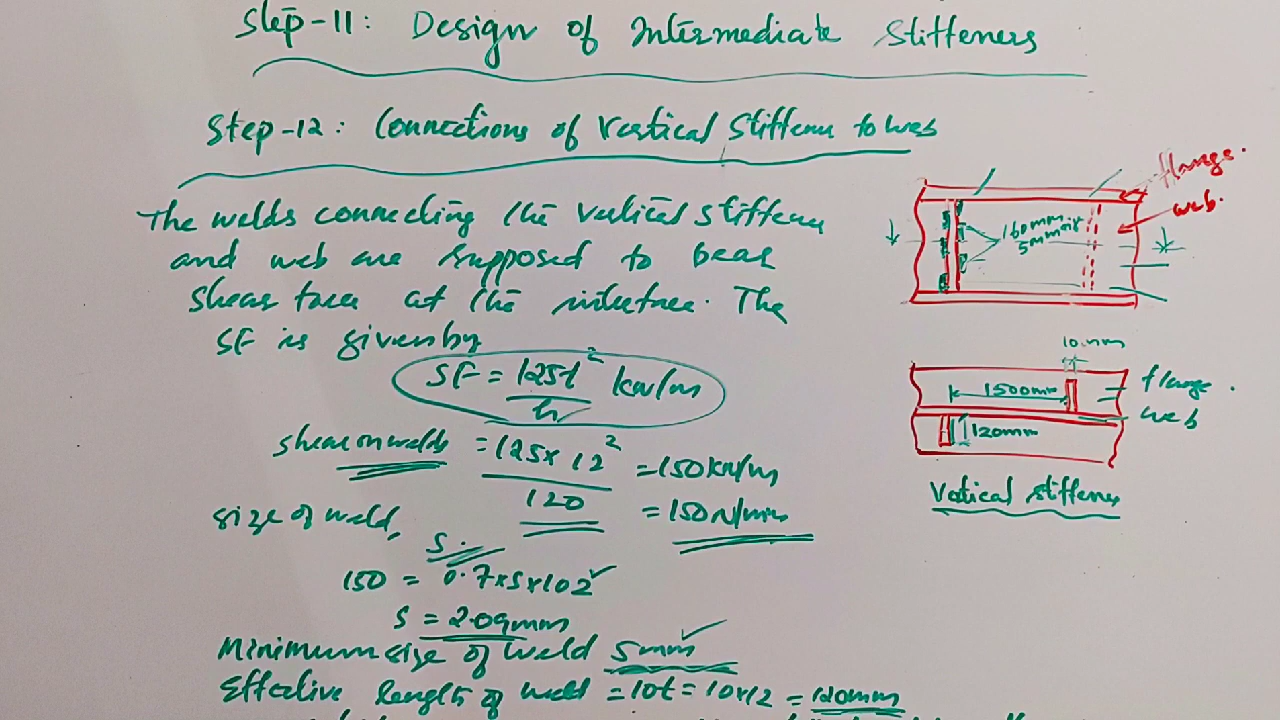 Step-11: Design of Intermediate Stiffeners
Step-12: Connections of Vertical Stiffener to web
The welds connecting the vertical stiffener
and web are supposed to bear
shear force at the interface. The
SF is given by
SF = 125t²/h kN/m
shear on welds = 125 x 12²/120 = 150 kN/m
= 150 N/mm
size of weld, S.
150 = 0.7 x S x 102
S = 2.09mm
Minimum size of weld 5mm
Effective length of weld = 10t = 10x12 = 120mm
flange.
web.
160mm
5mm
10mm
1500mm
flange.
web
120mm
Vertical stiffener